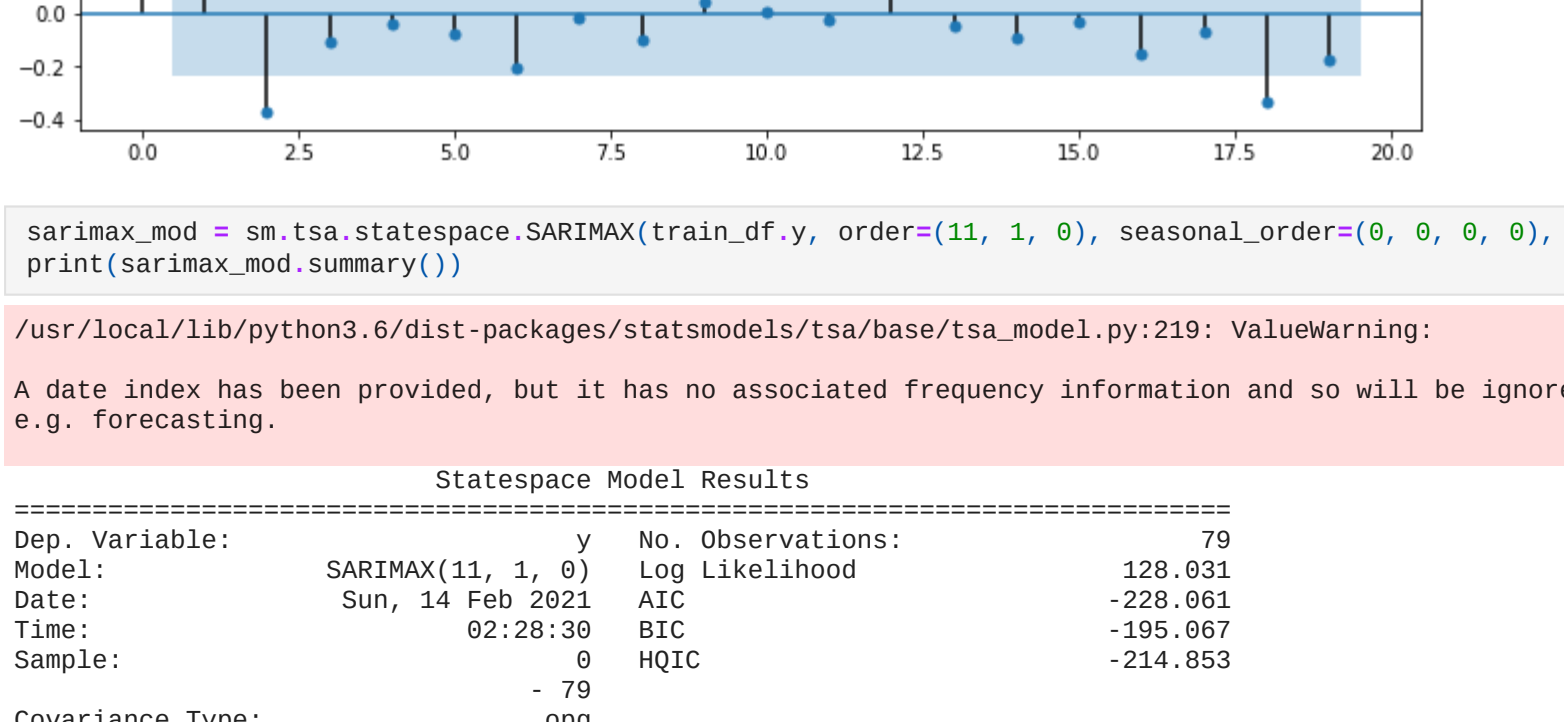 0.0
−0.2
−0.4
0.0 2.5 5.0 7.5 10.0 12.5 15.0 17.5 20.0
sarimax_mod = sm.tsa.statespace.SARIMAX(train_df.y, order=(11, 1, 0), seasonal_order=(0, 0, 0, 0),
print(sarimax_mod.summary())
/usr/local/lib/python3.6/dist-packages/statsmodels/tsa/base/tsa_model.py:219: ValueWarning:
A date index has been provided, but it has no associated frequency information and so will be ignore
e.g. forecasting.
Statespace Model Results
==============================================================================
Dep. Variable: y No. Observations: 79
Model: SARIMAX(11, 1, 0) Log Likelihood 128.031
Date: Sun, 14 Feb 2021 AIC -228.061
Time: 02:28:30 BIC -195.067
Sample: 0 HQIC -214.853
- 79
Covariance Type: opg